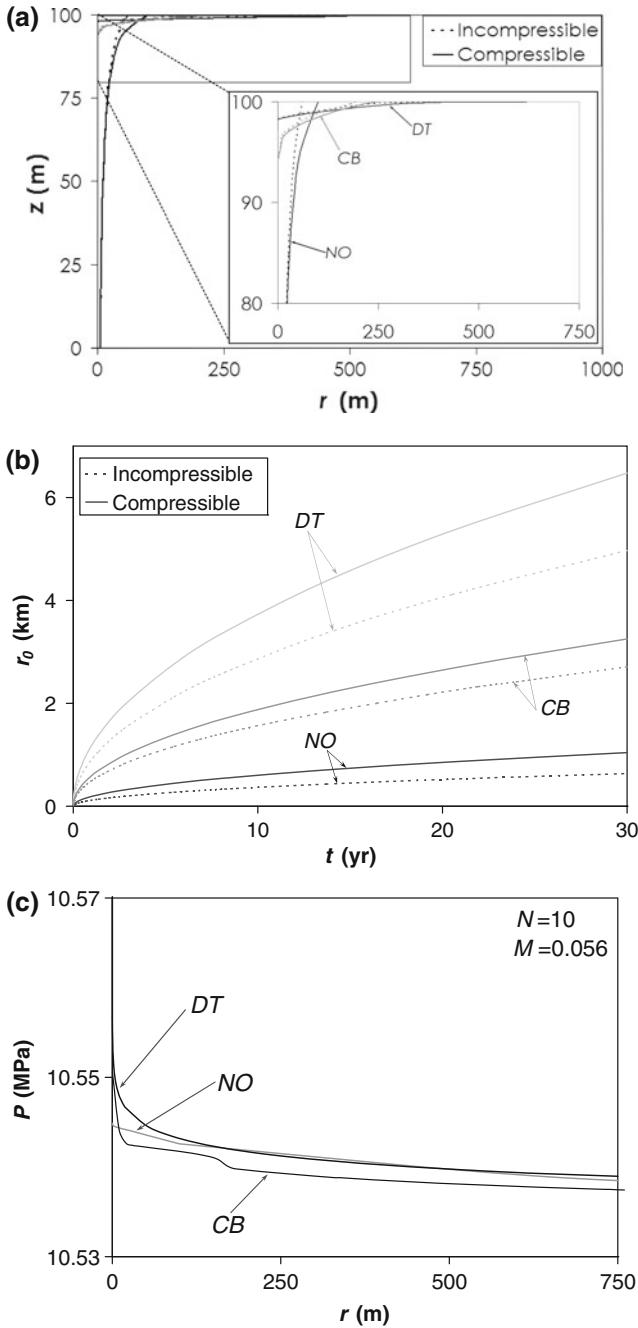 (a)
100
75
50
25
0
z (m)
0 250 500 750 1000
r (m)
Incompressible
Compressible
100
90
80
0 250 500 750
DT
CB
NO
(b)
Incompressible
Compressible
6
4
2
0
r0 (km)
0 10 20 30
t (yr)
DT
CB
NO
(c)
10.57
10.55
10.53
P (MPa)
N=10
M=0.056
DT
NO
CB
0 250 500 750
r (m)